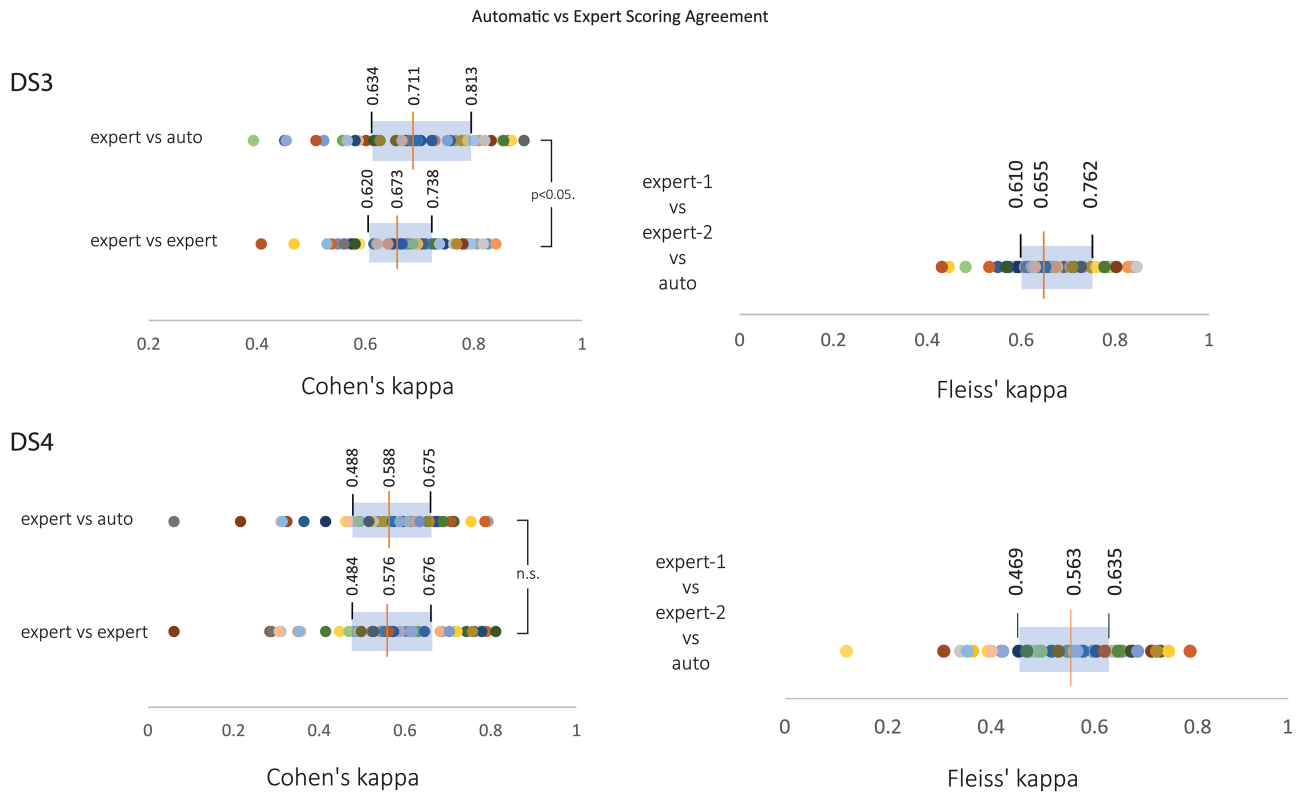 Automatic vs Expert Scoring Agreement
DS3
0.634
0.711
0.813
expert vs auto
0.620
0.673
0.738
p<0.05.
expert vs expert
0.2 0.4 0.6 0.8 1
Cohen's kappa
expert-1
vs
expert-2
vs
auto
0.610
0.655
0.762
0 0.2 0.4 0.6 0.8 1
Fleiss' kappa
DS4
0.488
0.588
0.675
expert vs auto
0.484
0.576
0.676
n.s.
expert vs expert
0 0.2 0.4 0.6 0.8 1
Cohen's kappa
expert-1
vs
expert-2
vs
auto
0.469
0.563
0.635
0 0.2 0.4 0.6 0.8 1
Fleiss' kappa